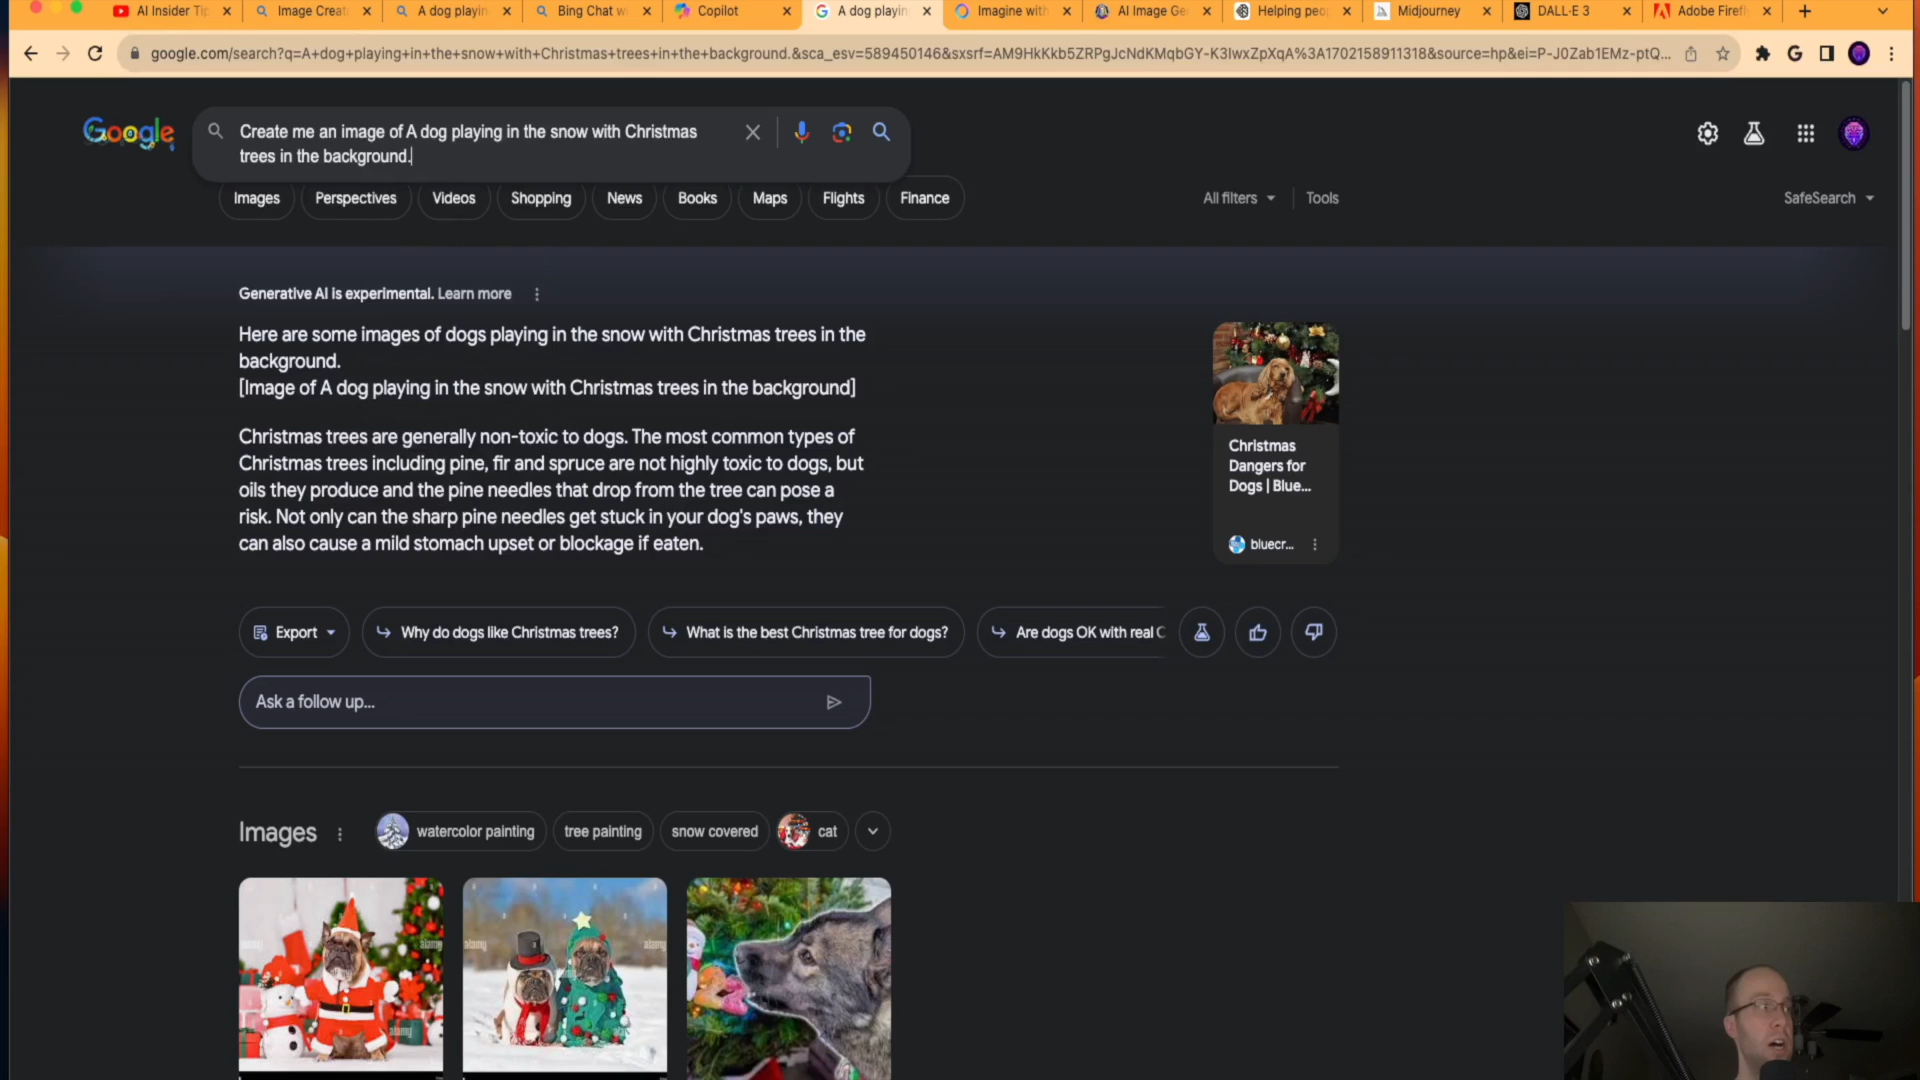 AI Insider Ti
Image Creat
A dog playin
Bing Chat w
Copilot
A dog playin
Imagine with
AI Image Ge
Helping peo
Midjourney
DALL·E 3
Adobe Firefl
google.com/search?q=A+dog+playing+in+the+snow+with+Christmas+trees+in+the+background.&sca_esv=589450146&sxsrf=AM9HkKkb5ZRPgJcNdKMqbGY-K3IwxZpXqA%3A1702158911318&source=hp&ei=P-J0Zab1EMz-ptQ...
Google
Create me an image of A dog playing in the snow with Christmas
trees in the background.
Images
Perspectives
Videos
Shopping
News
Books
Maps
Flights
Finance
All filters
Tools
SafeSearch
Generative AI is experimental. Learn more
Here are some images of dogs playing in the snow with Christmas trees in the
background.
[Image of A dog playing in the snow with Christmas trees in the background]
Christmas trees are generally non-toxic to dogs. The most common types of
Christmas trees including pine, fir and spruce are not highly toxic to dogs, but
oils they produce and the pine needles that drop from the tree can pose a
risk. Not only can the sharp pine needles get stuck in your dog's paws, they
can also cause a mild stomach upset or blockage if eaten.
Christmas
Dangers for
Dogs | Blue...
bluecr...
Export
Why do dogs like Christmas trees?
What is the best Christmas tree for dogs?
Are dogs OK with real C
Ask a follow up...
Images
watercolor painting
tree painting
snow covered
cat
alamy
alamy
alamy
alamy